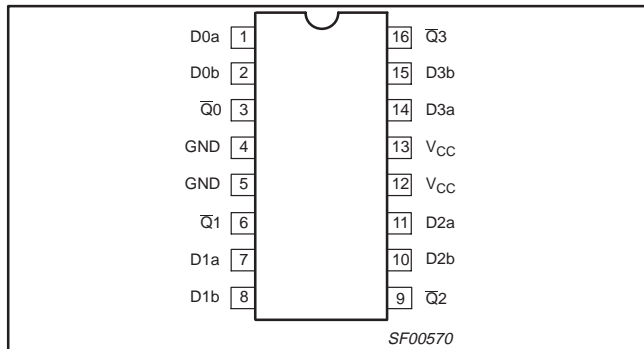 D0a 1 16 Q̅3
D0b 2 15 D3b
Q̅0 3 14 D3a
GND 4 13 VCC
GND 5 12 VCC
Q̅1 6 11 D2a
D1a 7 10 D2b
D1b 8 9 Q̅2
SF00570